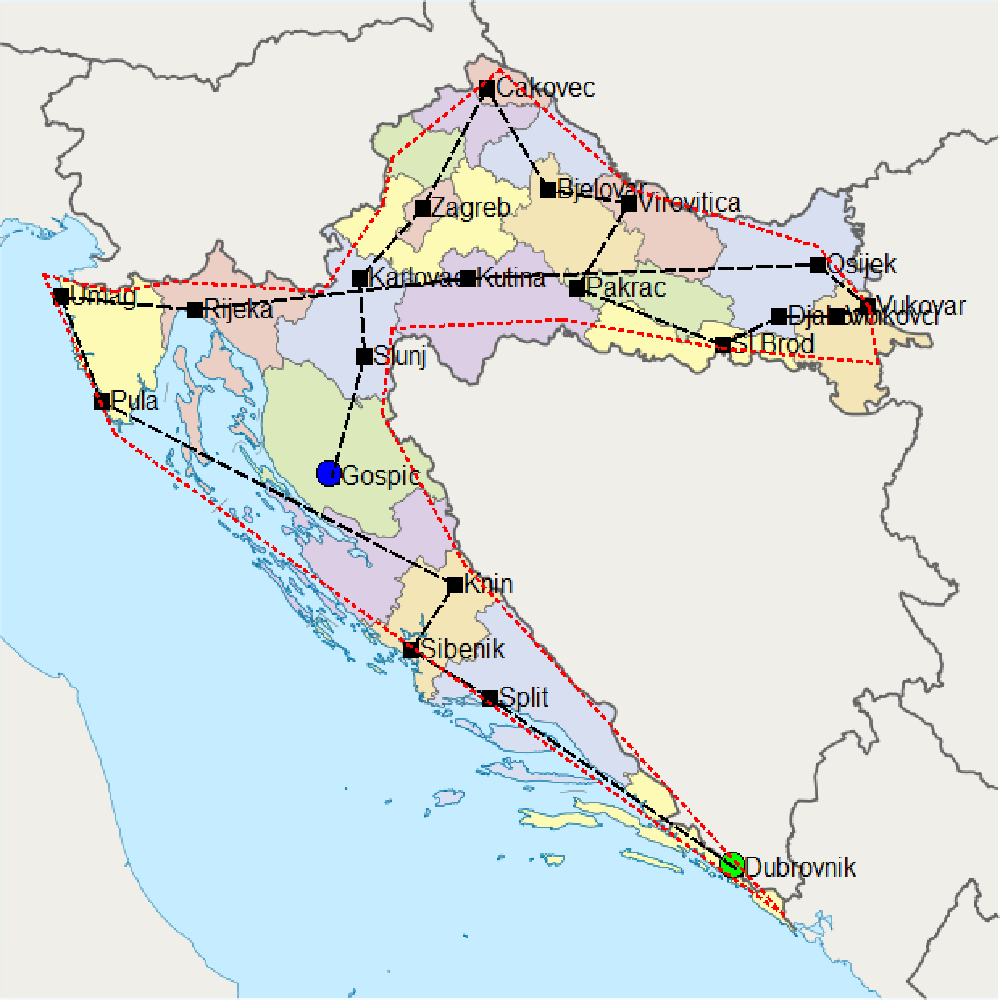 Cakovec
Bjelovar
Virovitica
Zagreb
Osijek
Karlovac
Kutina
Pakrac
Umag
Rijeka
Vukovar
Djakovo
Vinkovci
Sl Brod
Slunj
Pula
Gospic
Knin
Sibenik
Split
Dubrovnik